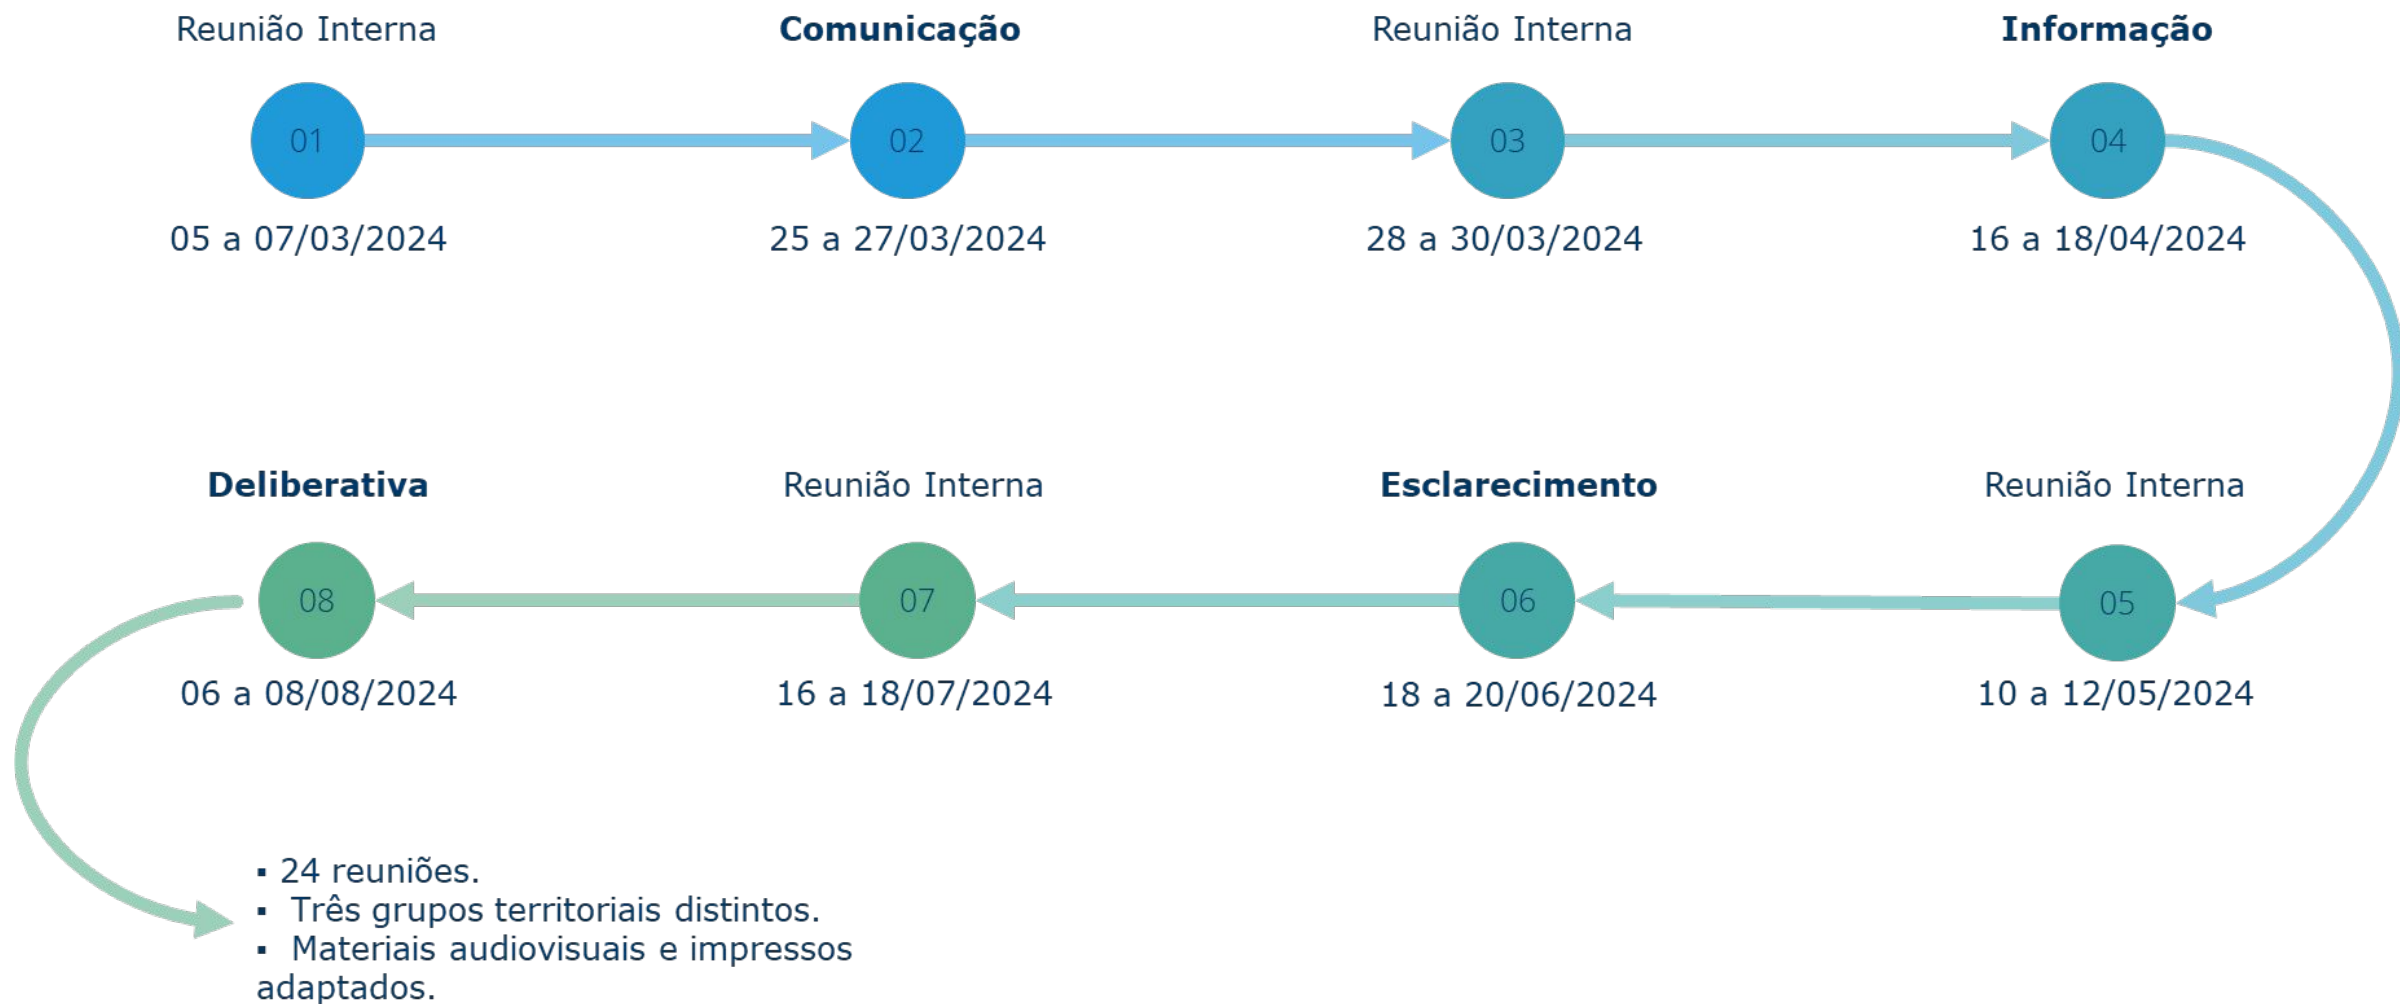 Reunião Interna
Comunicação
Reunião Interna
Informação
01
02
03
04
05 a 07/03/2024
25 a 27/03/2024
28 a 30/03/2024
16 a 18/04/2024
Deliberativa
Reunião Interna
Esclarecimento
Reunião Interna
08
07
06
05
06 a 08/08/2024
16 a 18/07/2024
18 a 20/06/2024
10 a 12/05/2024
▪ 24 reuniões.
▪ Três grupos territoriais distintos.
▪ Materiais audiovisuais e impressos
adaptados.